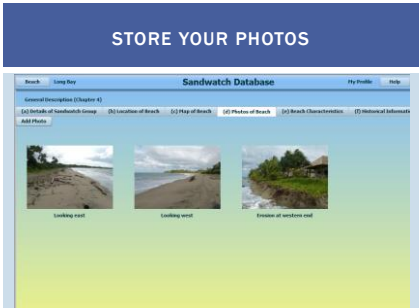 STORE YOUR PHOTOS
Beach Long Bay Sandwatch Database My Profile Help
General Description (Chapter 4)
(a) Details of Sandwatch Group (b) Location of Beach (c) Map of Beach (d) Photos of Beach (e) Beach Characteristics (f) Historical Informati
Add Photo
Looking east Looking west Erosion at western end